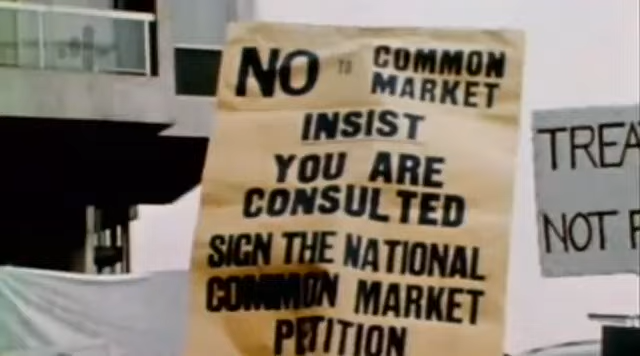 NO TO COMMON
MARKET
INSIST
YOU ARE
CONSULTED
SIGN THE NATIONAL
COMMON MARKET
PETITION
TREA
NOT